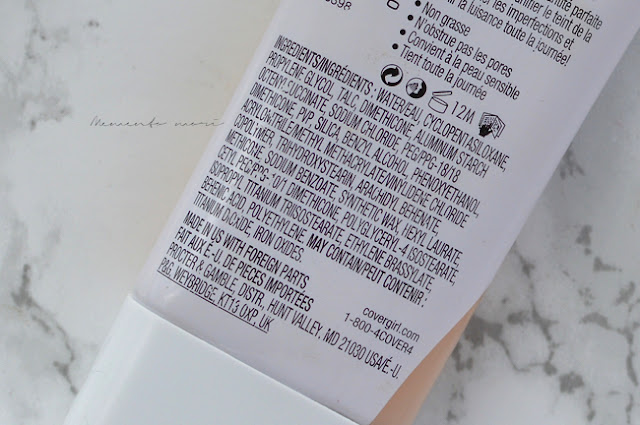 parfaite
teint de la
les imperfections et
la luisance toute la journée!
• Non grasse
• N'obstrue pas les pores
• Convient à la peau sensible
• Tient toute la journée
12M
INGREDIENTS/INGRÉDIENTS: WATER/EAU, CYCLOPENTASILOXANE,
PROPYLENE GLYCOL, TALC, DIMETHICONE, ALUMINUM STARCH
OCTENYLSUCCINATE, SODIUM CHLORIDE, PEG/PPG-18/18
DIMETHICONE, PVP, SILICA, BENZYL ALCOHOL, PHENOXYETHANOL,
ACRYLONITRILE/METHYL METHACRYLATE/VINYLIDENE CHLORIDE
COPOLYMER, TRIHYDROXYSTEARIN, ARACHIDYL BEHENATE,
METHICONE, SODIUM BENZOATE, SYNTHETIC WAX, HEXYL LAURATE,
CETYL PEG/PPG-10/1 DIMETHICONE, POLYGLYCERYL-4 ISOSTEARATE,
ISOPROPYL TITANIUM TRIISOSTEARATE, ETHYLENE BRASSYLATE,
BEHENIC ACID, POLYETHYLENE. MAY CONTAIN/PEUT CONTENIR:
TITANIUM DIOXIDE, IRON OXIDES.
MADE IN US WITH FOREIGN PARTS
FAIT AUX É.-U. DE PIÈCES IMPORTÉES
PROCTER & GAMBLE, DISTR., HUNT VALLEY, MD 21030 USA/É.-U.
P&G, WEYBRIDGE, KT13 0XP, UK
covergirl.com
1-800-4COVER4
Memento mori